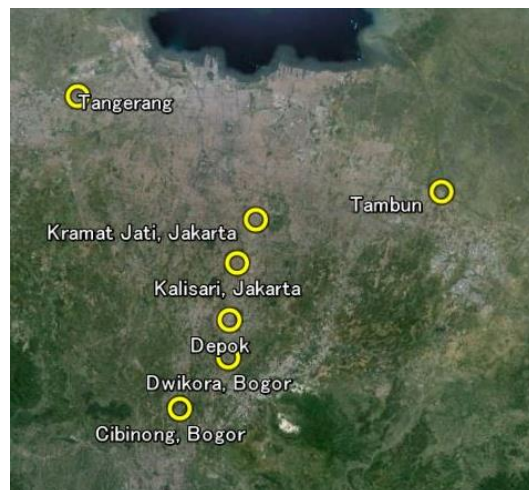 Tangerang
Tambun
Kramat Jati, Jakarta
Kalisari, Jakarta
Depok
Dwikora, Bogor
Cibinong, Bogor